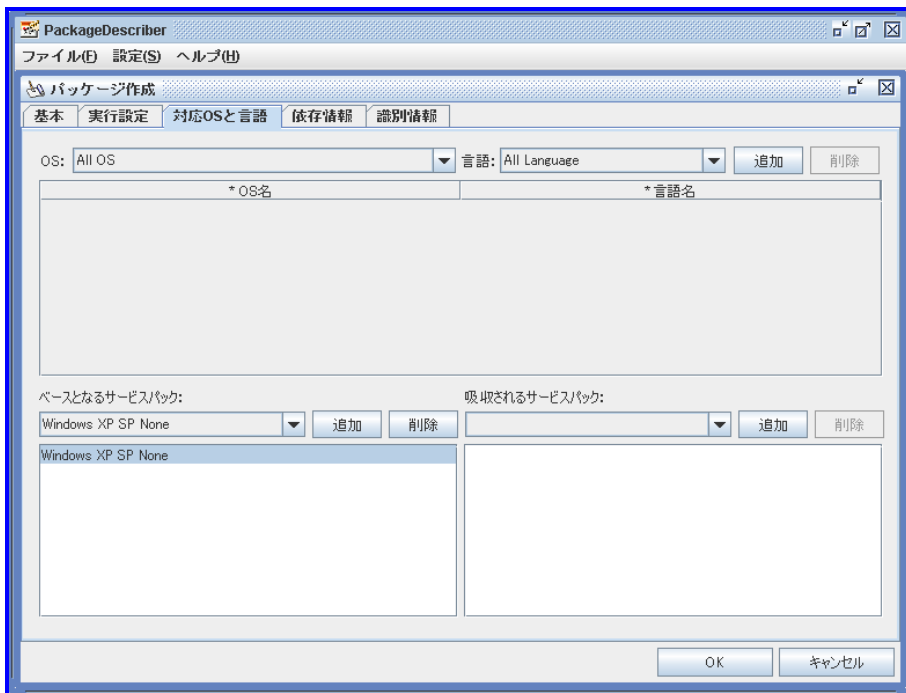 PackageDescriber
ファイル(F) 設定(S) ヘルプ(H)
パッケージ作成
基本 実行設定 対応OSと言語 依存情報 識別情報
OS: All OS 言語: All Language 追加 削除
* OS名 * 言語名
ベースとなるサービスパック: 吸収されるサービスパック:
Windows XP SP None 追加 削除 追加 削除
Windows XP SP None
OK キャンセル